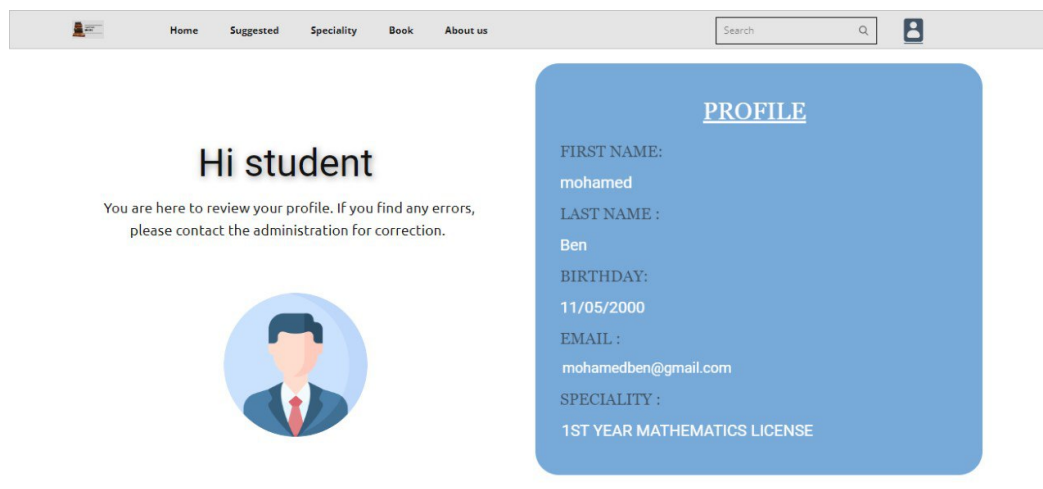 Home Suggested Speciality Book About us Search
Hi student
You are here to review your profile. If you find any errors,
please contact the administration for correction.
PROFILE
FIRST NAME:
mohamed
LAST NAME :
Ben
BIRTHDAY:
11/05/2000
EMAIL :
mohamedben@gmail.com
SPECIALITY :
1ST YEAR MATHEMATICS LICENSE